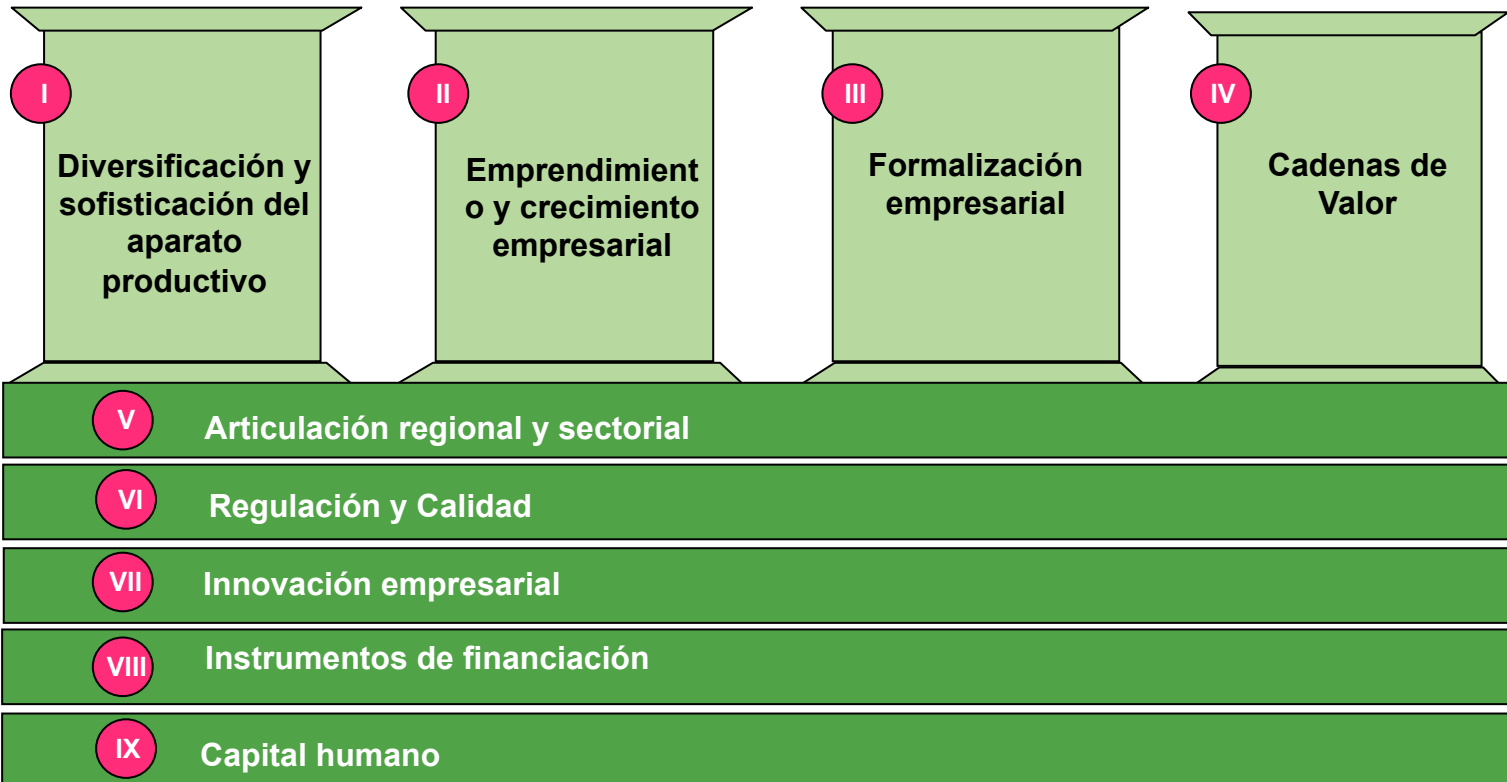 I
Diversificación y
sofisticación del
aparato
productivo
II
Emprendimient
o y crecimiento
empresarial
III
Formalización
empresarial
IV
Cadenas de
Valor
V
Articulación regional y sectorial
VI
Regulación y Calidad
VII
Innovación empresarial
VIII
Instrumentos de financiación
IX
Capital humano